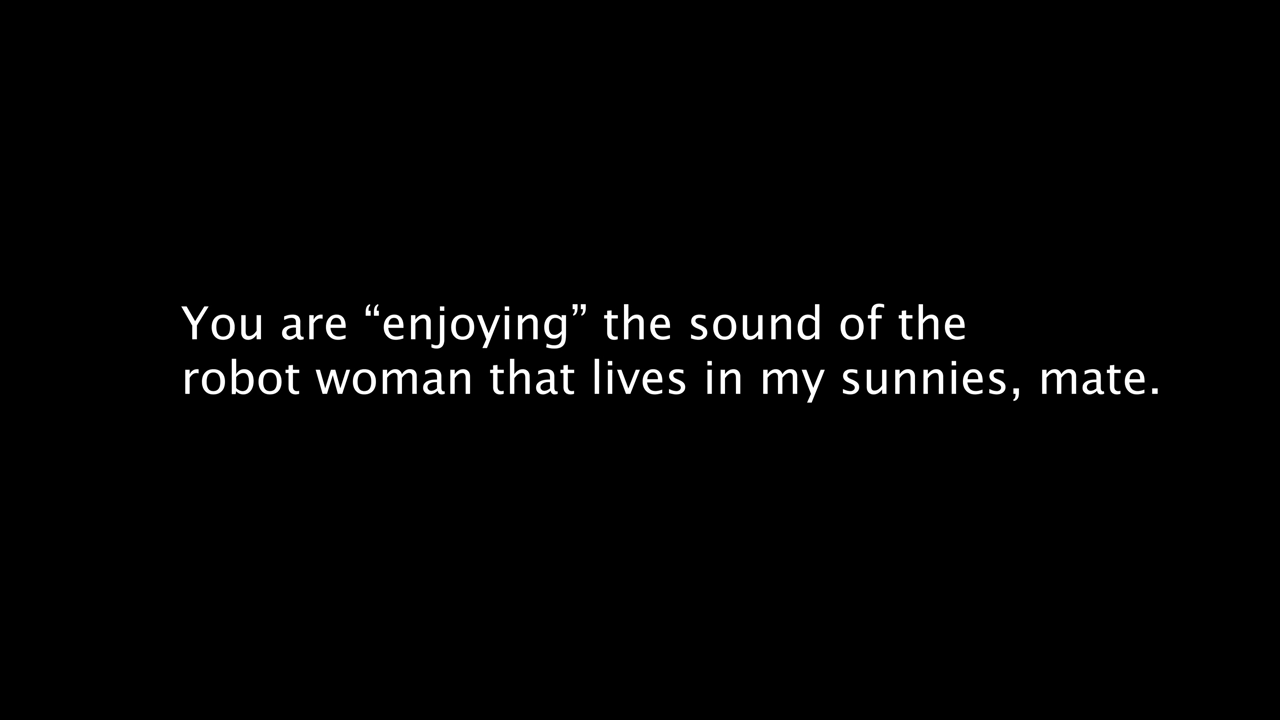 You are “enjoying” the sound of the
robot woman that lives in my sunnies, mate.